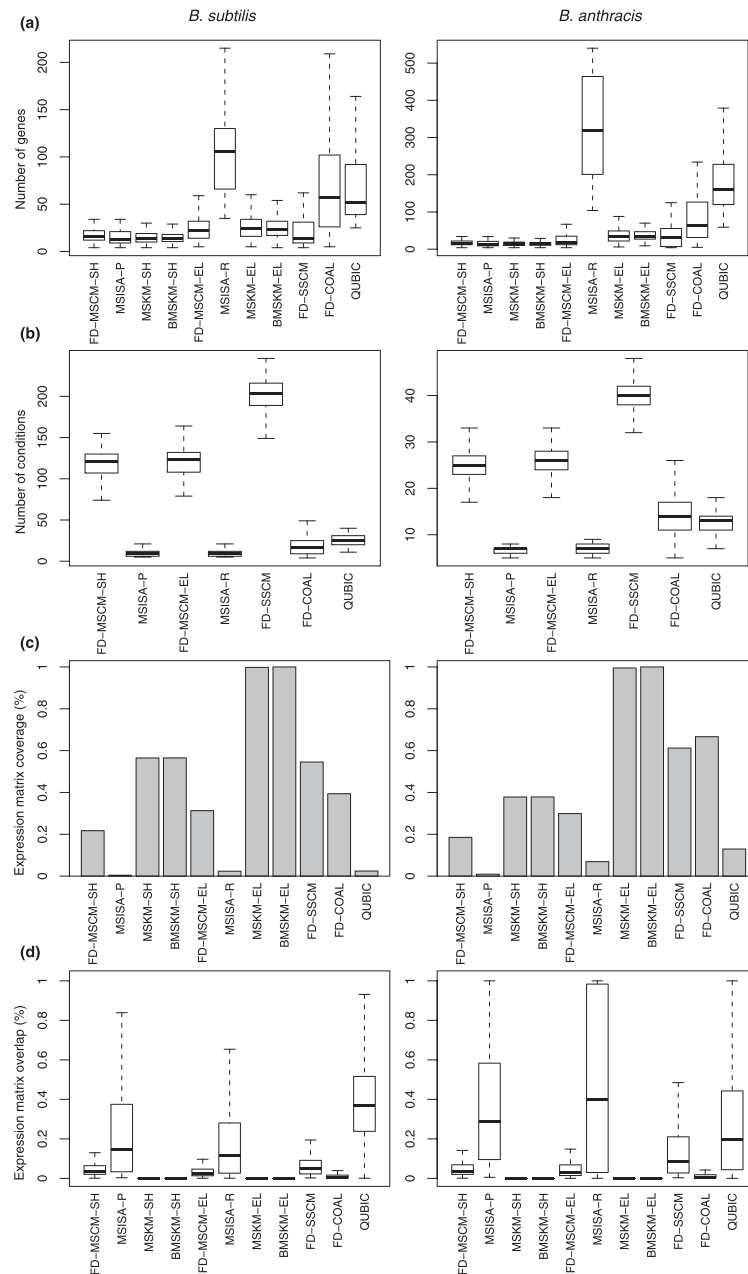 (a)
B. subtilis
B. anthracis
Number of genes
0
50
100
150
200
0
100
200
300
400
500
FD−MSCM−SH
MSISA−P
MSKM−SH
BMSKM−SH
FD−MSCM−EL
MSISA−R
MSKM−EL
BMSKM−EL
FD−SSCM
FD−COAL
QUBIC
FD−MSCM−SH
MSISA−P
MSKM−SH
BMSKM−SH
FD−MSCM−EL
MSISA−R
MSKM−EL
BMSKM−EL
FD−SSCM
FD−COAL
QUBIC
(b)
Number of conditions
0
50
100
150
200
10
20
30
40
FD−MSCM−SH
MSISA−P
FD−MSCM−EL
MSISA−R
FD−SSCM
FD−COAL
QUBIC
FD−MSCM−SH
MSISA−P
FD−MSCM−EL
MSISA−R
FD−SSCM
FD−COAL
QUBIC
(c)
Expression matrix coverage (%)
0
0.2
0.4
0.6
0.8
1
0
0.2
0.4
0.6
0.8
1
FD−MSCM−SH
MSISA−P
MSKM−SH
BMSKM−SH
FD−MSCM−EL
MSISA−R
MSKM−EL
BMSKM−EL
FD−SSCM
FD−COAL
QUBIC
FD−MSCM−SH
MSISA−P
MSKM−SH
BMSKM−SH
FD−MSCM−EL
MSISA−R
MSKM−EL
BMSKM−EL
FD−SSCM
FD−COAL
QUBIC
(d)
Expression matrix overlap (%)
0
0.2
0.4
0.6
0.8
1
0
0.2
0.4
0.6
0.8
1
FD−MSCM−SH
MSISA−P
MSKM−SH
BMSKM−SH
FD−MSCM−EL
MSISA−R
MSKM−EL
BMSKM−EL
FD−SSCM
FD−COAL
QUBIC
FD−MSCM−SH
MSISA−P
MSKM−SH
BMSKM−SH
FD−MSCM−EL
MSISA−R
MSKM−EL
BMSKM−EL
FD−SSCM
FD−COAL
QUBIC